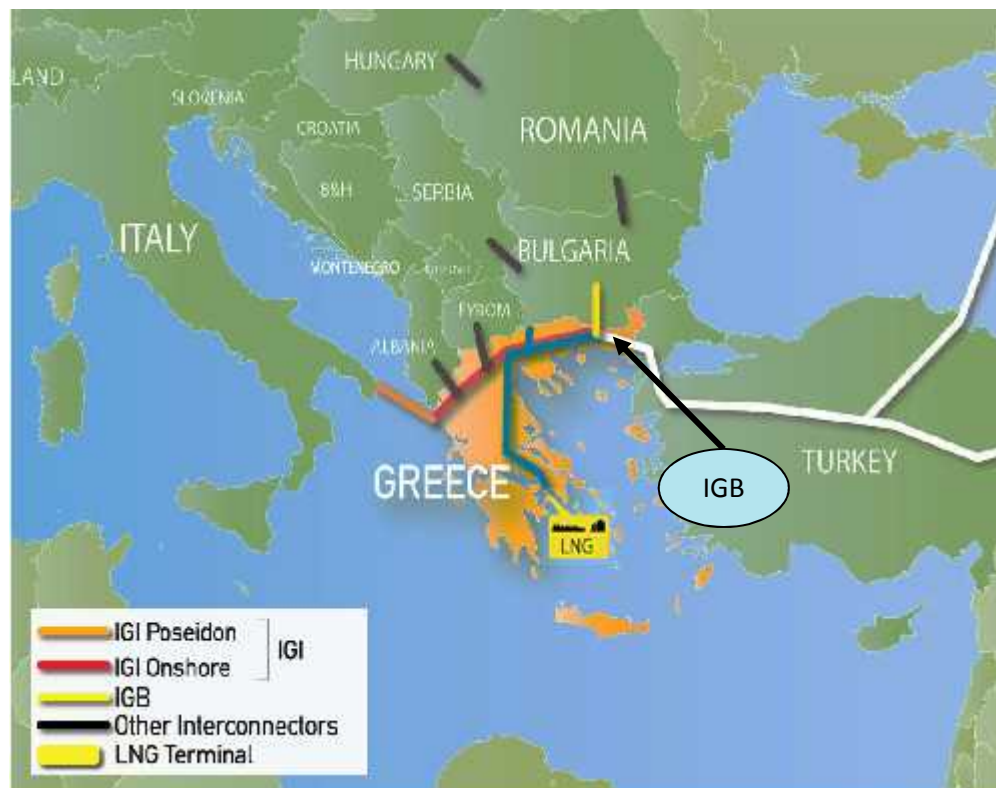 LAND
HUNGARY
SLOVENIA
ROMANIA
CROATIA
B&H
SERBIA
ITALY
BULGARIA
MONTENEGRO
FYROM
ALBANIA
TURKEY
GREECE
IGB
LNG
IGI Poseidon
IGI
IGI Onshore
IGB
Other Interconnectors
LNG Terminal